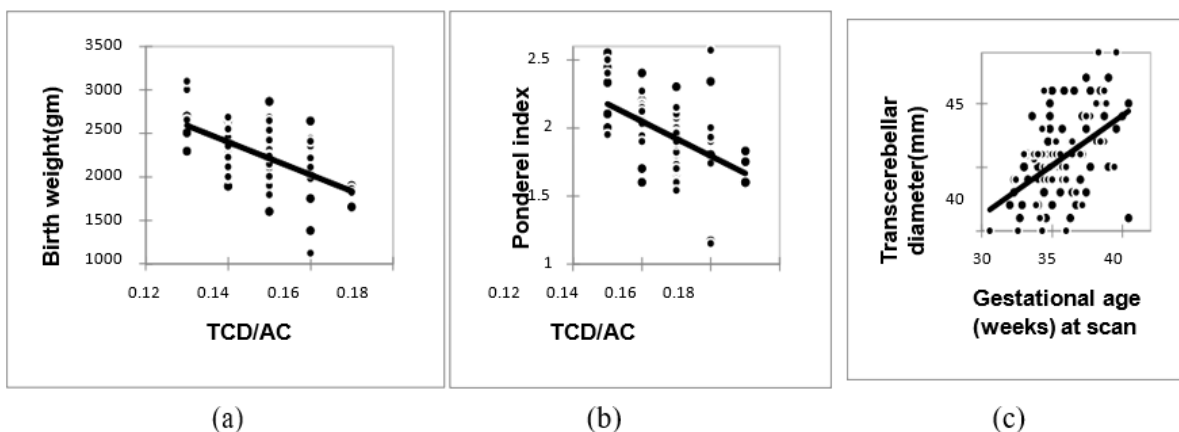 3500
3000
2500
2000
1500
1000
Birth weight(gm)
0.12 0.14 0.16 0.18
TCD/AC
2.5
2
1.5
1
Ponderel index
0.12 0.14 0.16 0.18
TCD/AC
45
40
Transcerebellar
diameter(mm)
30 35 40
Gestational age
(weeks) at scan
(a) (b) (c)